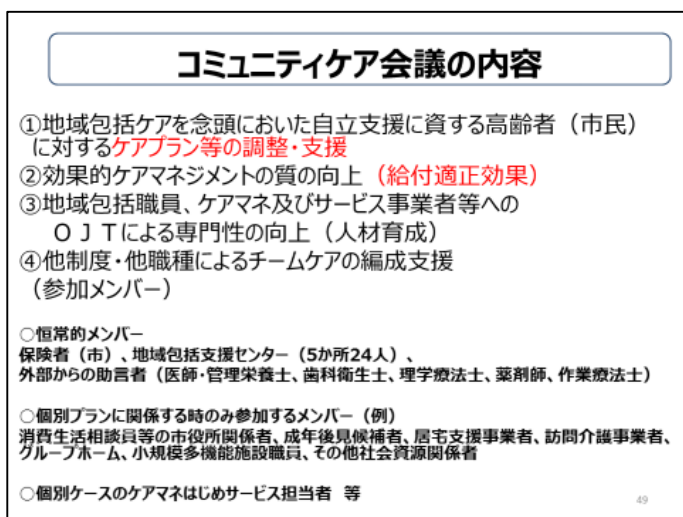 コミュニティケア会議の内容
①地域包括ケアを念頭においた自立支援に資する高齢者（市民）
に対するケアプラン等の調整・支援
②効果的ケアマネジメントの質の向上（給付適正効果）
③地域包括職員、ケアマネ及びサービス事業者等への
ＯＪＴによる専門性の向上（人材育成）
④他制度・他職種によるチームケアの編成支援
（参加メンバー）
○恒常的メンバー
保険者（市）、地域包括支援センター（5か所24人）、
外部からの助言者（医師・管理栄養士、歯科衛生士、理学療法士、薬剤師、作業療法士）
○個別プランに関係する時のみ参加するメンバー（例）
消費生活相談員等の市役所関係者、成年後見候補者、居宅支援事業者、訪問介護事業者、
グループホーム、小規模多機能施設職員、その他社会資源関係者
○個別ケースのケアマネはじめサービス担当者　等
49